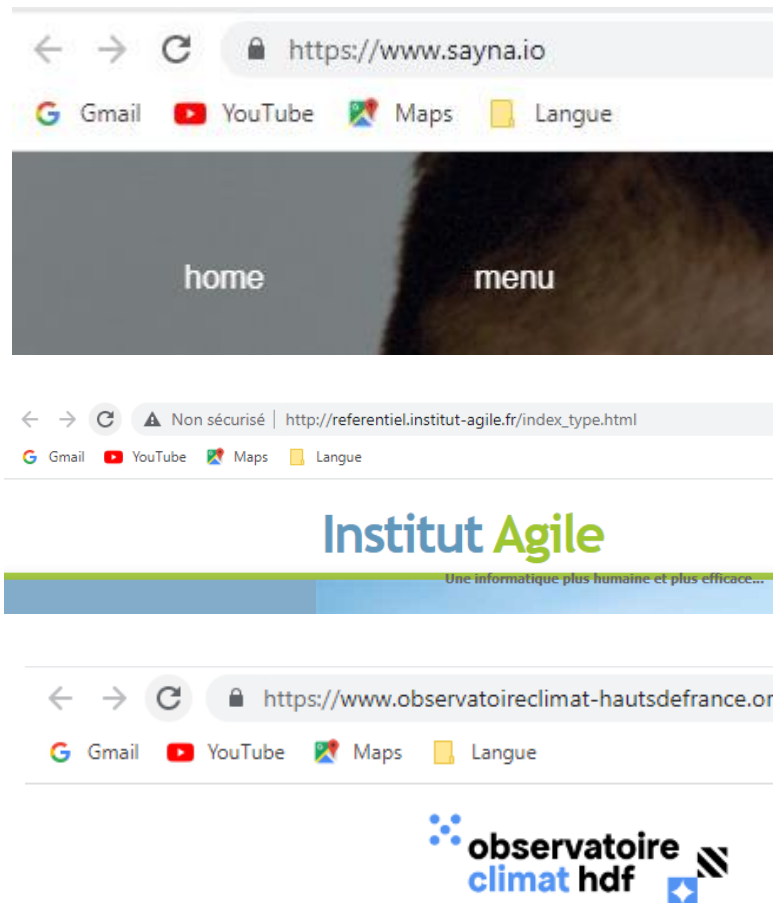 https://www.sayna.io
Gmail YouTube Maps Langue
home menu
Non sécurisé | http://referentiel.institut-agile.fr/index_type.html
Gmail YouTube Maps Langue
Institut Agile
Une informatique plus humaine et plus efficace...
https://www.observatoireclimat-hautsdefrance.or
Gmail YouTube Maps Langue
observatoire
climat hdf